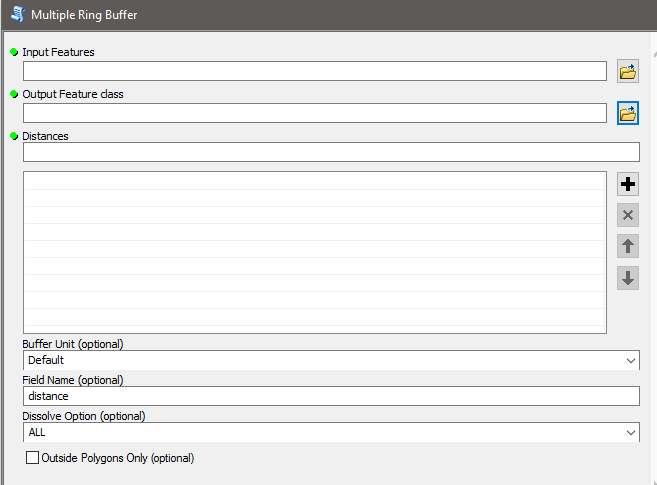 Multiple Ring Buffer
Input Features
Output Feature class
Distances
Buffer Unit (optional)
Default
Field Name (optional)
distance
Dissolve Option (optional)
ALL
Outside Polygons Only (optional)